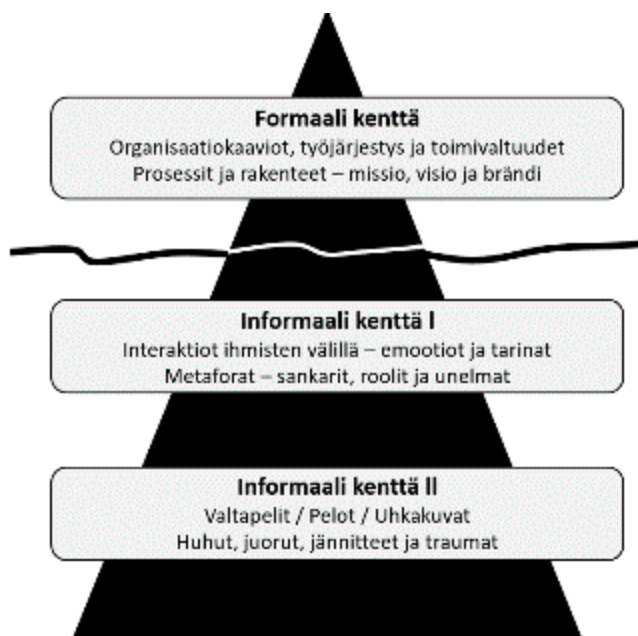 Formaali kenttä
Organisaatiokaaviot, työjärjestys ja toimivaltuudet
Prosessit ja rakenteet – missio, visio ja brändi
Informaali kenttä l
Interaktiot ihmisten välillä – emootiot ja tarinat
Metaforat – sankarit, roolit ja unelmat
Informaali kenttä ll
Valtapelit / Pelot / Uhkakuvat
Huhut, juorut, jännitteet ja traumat